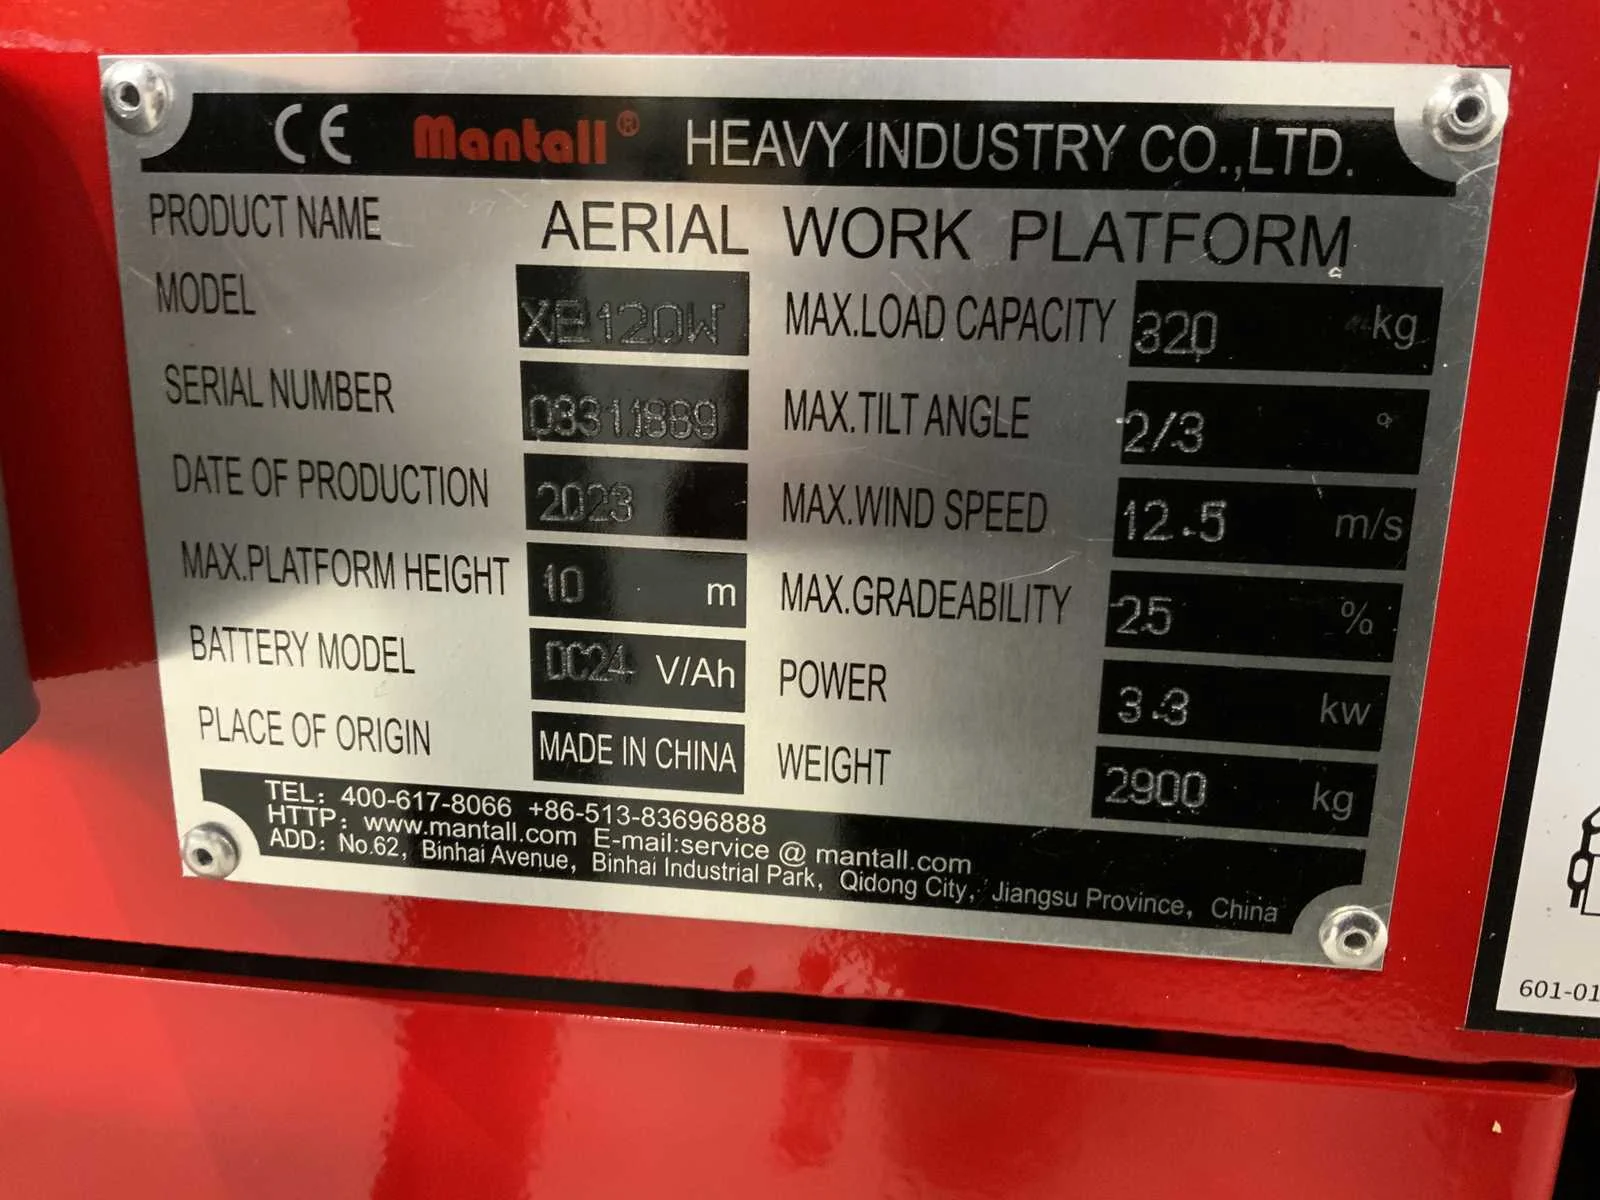 CE Mantall® HEAVY INDUSTRY CO.,LTD.
PRODUCT NAME AERIAL WORK PLATFORM
MODEL XE120W
MAX.LOAD CAPACITY 320 kg
SERIAL NUMBER 03311889
MAX.TILT ANGLE 2/3 °
DATE OF PRODUCTION 2023
MAX.WIND SPEED 12.5 m/s
MAX.PLATFORM HEIGHT 10 m
MAX.GRADEABILITY 25 %
BATTERY MODEL DC24 V/Ah
POWER 3.3 kw
PLACE OF ORIGIN MADE IN CHINA
WEIGHT 2900 kg
TEL: 400-617-8066 +86-513-83696888
HTTP: www.mantall.com E-mail:service @ mantall.com
ADD: No.62, Binhai Avenue, Binhai Industrial Park, Qidong City, Jiangsu Province, China
601-01